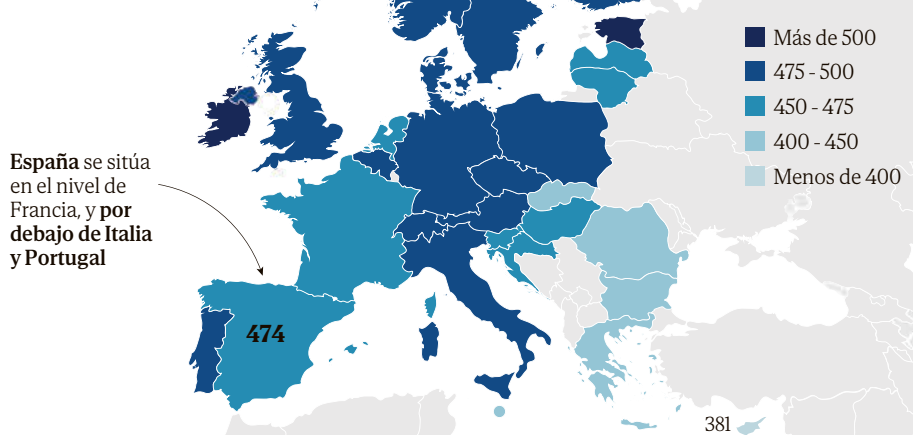 Más de 500
475 - 500
450 - 475
400 - 450
Menos de 400
España se sitúa
en el nivel de
Francia, y por
debajo de Italia
y Portugal
474
381